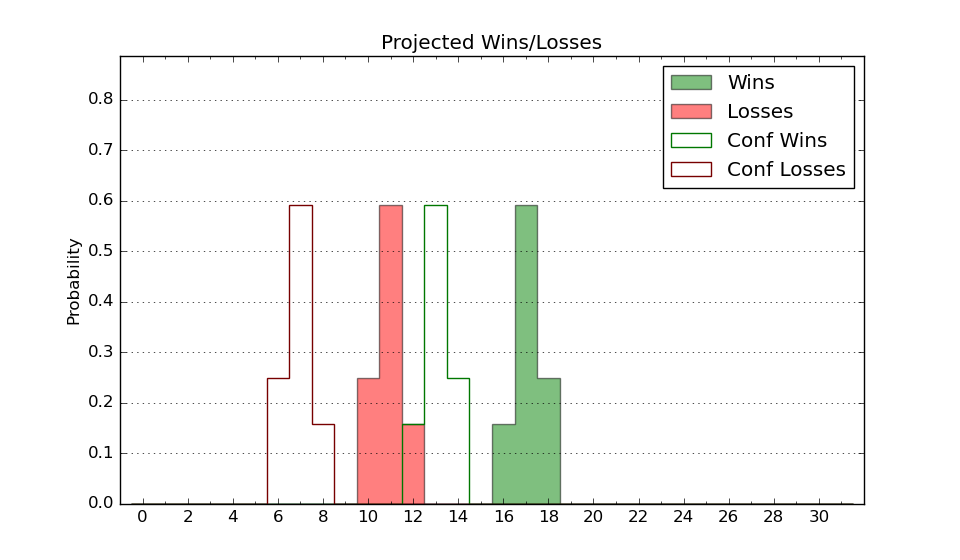 Projected Wins/Losses
Wins
Losses
Conf Wins
Conf Losses
Probability
0.8
0.7
0.6
0.5
0.4
0.3
0.2
0.1
0.0
0 2 4 6 8 10 12 14 16 18 20 22 24 26 28 30